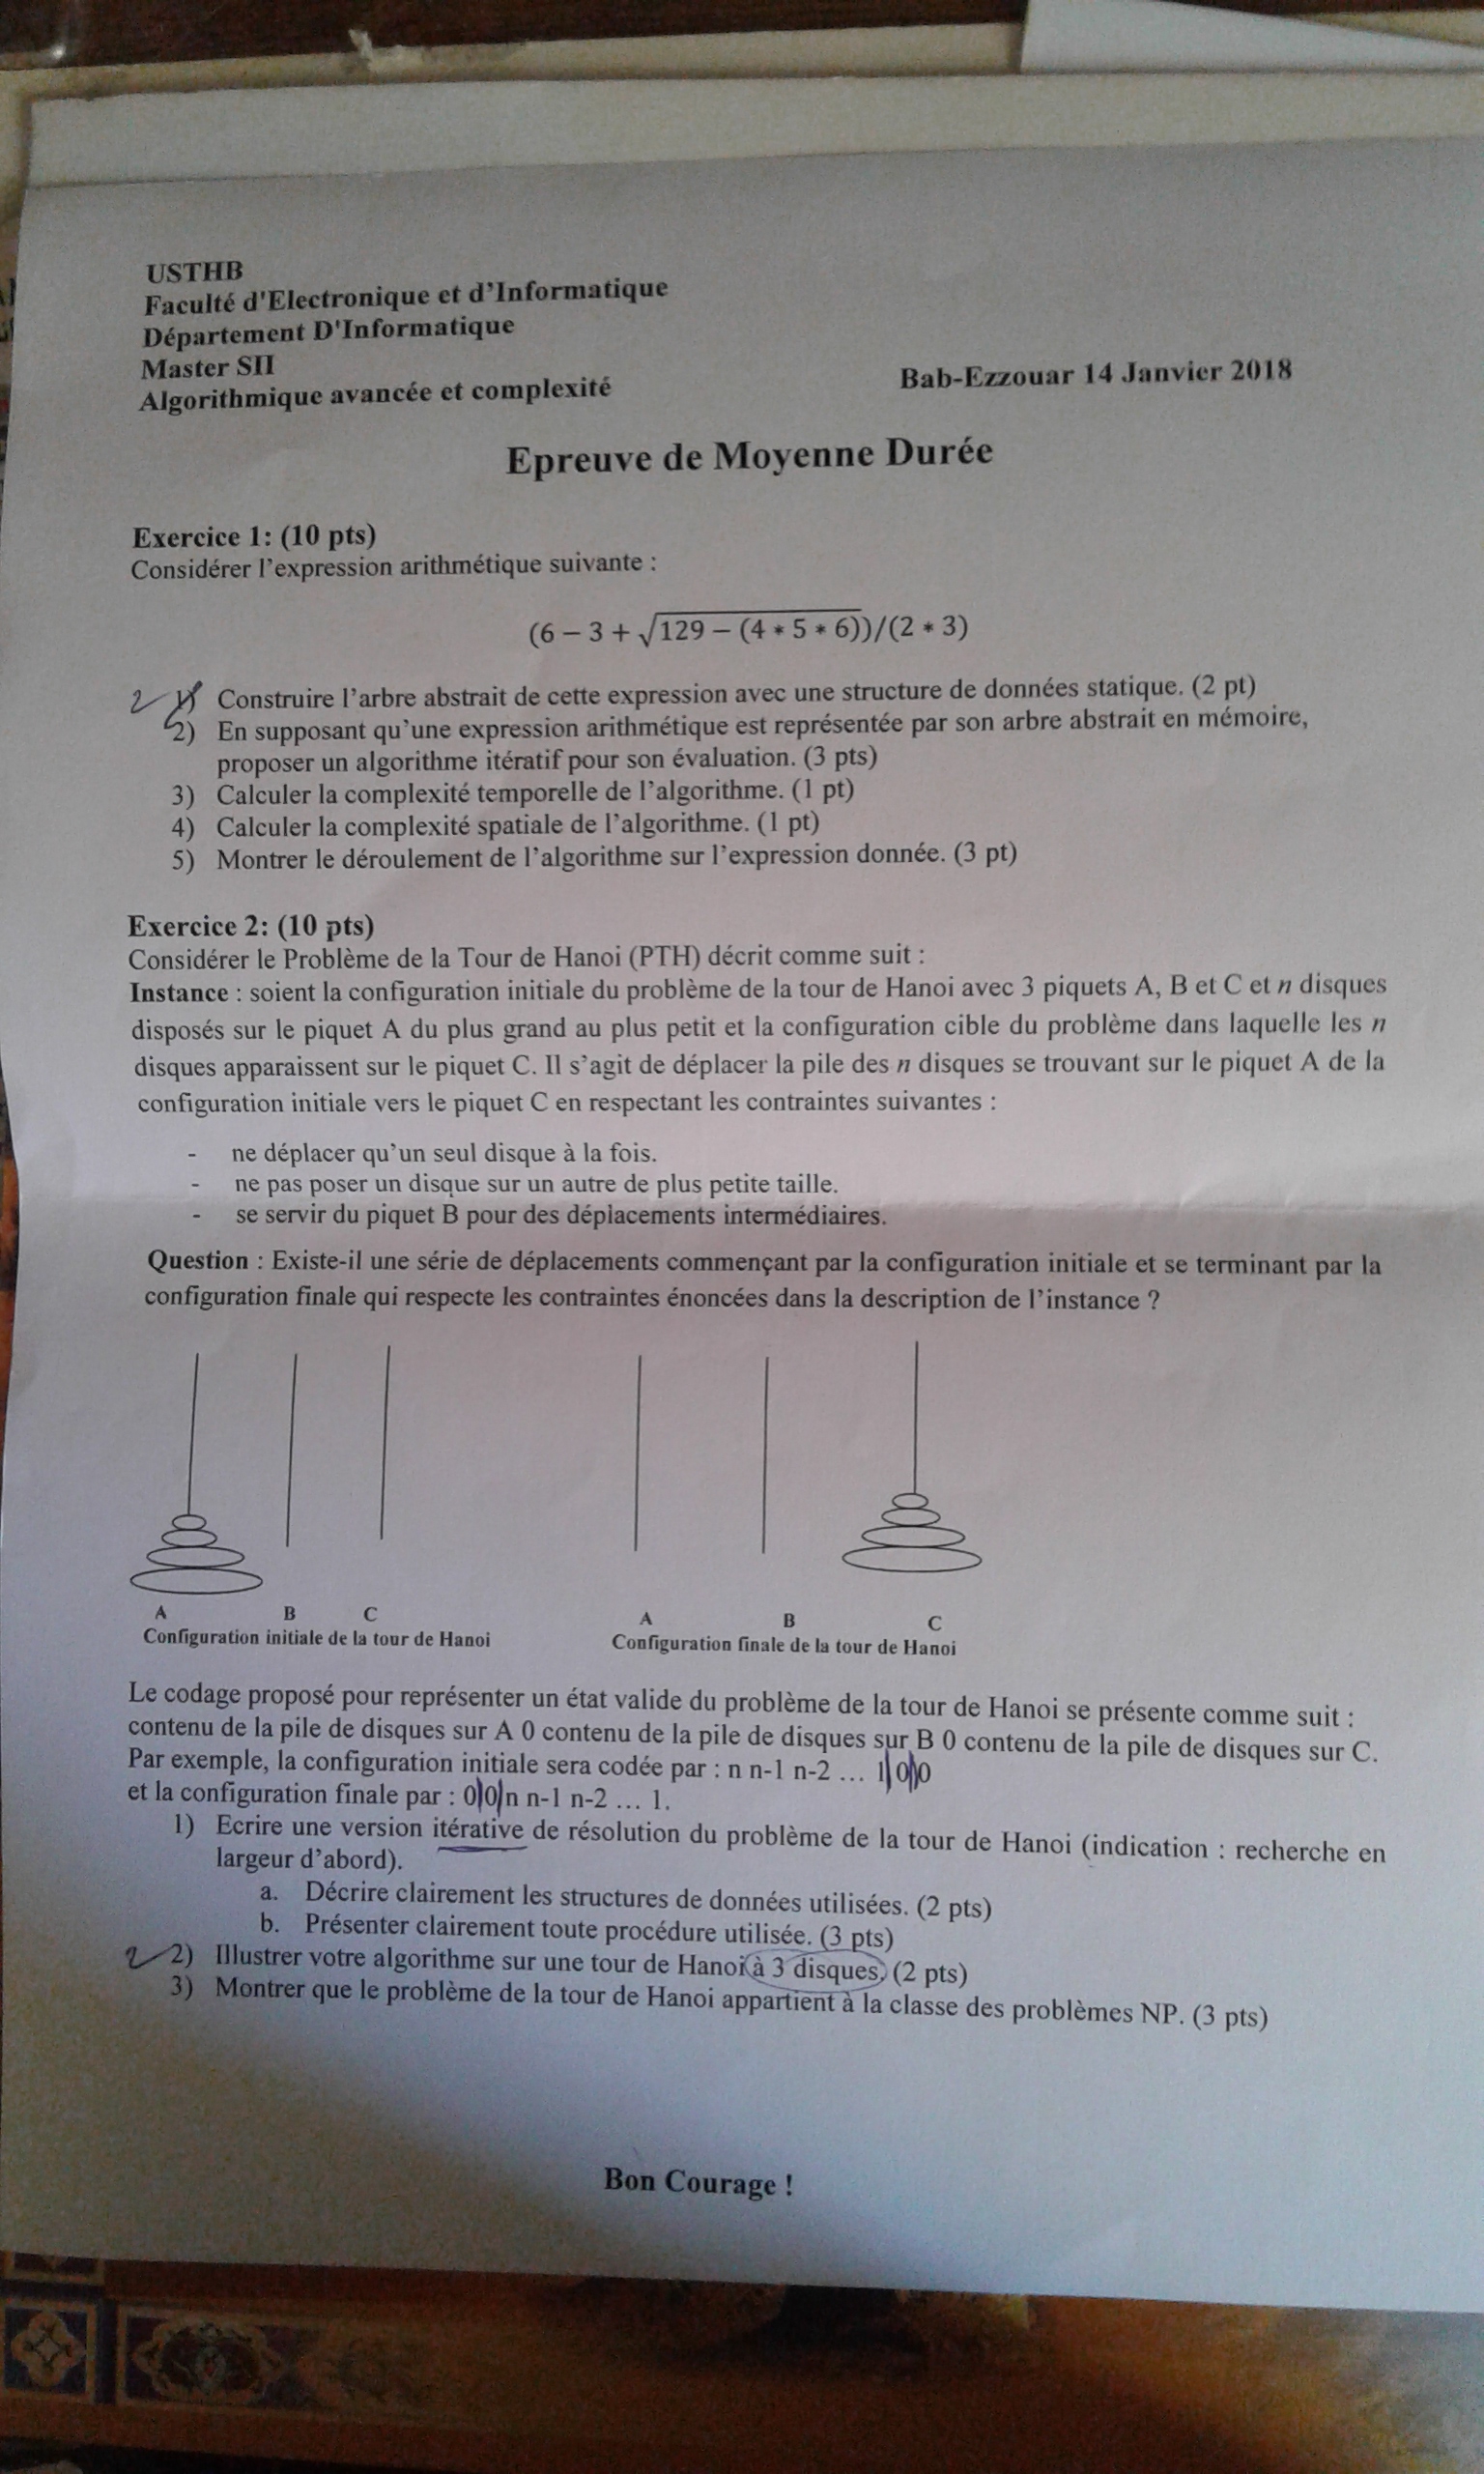 USTHB
Faculté d'Electronique et d'Informatique
Département D'Informatique
Master SII
Algorithmique avancée et complexité
Bab-Ezzouar 14 Janvier 2018
Epreuve de Moyenne Durée
Exercice 1: (10 pts)
Considérer l'expression arithmétique suivante :
(6 − 3 + √129 − (4 * 5 * 6))/(2 * 3)
2 1) Construire l'arbre abstrait de cette expression avec une structure de données statique. (2 pt)
2) En supposant qu'une expression arithmétique est représentée par son arbre abstrait en mémoire,
proposer un algorithme itératif pour son évaluation. (3 pts)
3) Calculer la complexité temporelle de l'algorithme. (1 pt)
4) Calculer la complexité spatiale de l'algorithme. (1 pt)
5) Montrer le déroulement de l'algorithme sur l'expression donnée. (3 pt)
Exercice 2: (10 pts)
Considérer le Problème de la Tour de Hanoi (PTH) décrit comme suit :
Instance : soient la configuration initiale du problème de la tour de Hanoi avec 3 piquets A, B et C et n disques
disposés sur le piquet A du plus grand au plus petit et la configuration cible du problème dans laquelle les n
disques apparaissent sur le piquet C. Il s'agit de déplacer la pile des n disques se trouvant sur le piquet A de la
configuration initiale vers le piquet C en respectant les contraintes suivantes :
- ne déplacer qu'un seul disque à la fois.
- ne pas poser un disque sur un autre de plus petite taille.
- se servir du piquet B pour des déplacements intermédiaires.
Question : Existe-il une série de déplacements commençant par la configuration initiale et se terminant par la
configuration finale qui respecte les contraintes énoncées dans la description de l'instance ?
A B C
Configuration initiale de la tour de Hanoi
A B C
Configuration finale de la tour de Hanoi
Le codage proposé pour représenter un état valide du problème de la tour de Hanoi se présente comme suit :
contenu de la pile de disques sur A 0 contenu de la pile de disques sur B 0 contenu de la pile de disques sur C.
Par exemple, la configuration initiale sera codée par : n n-1 n-2 … 1|0|0
et la configuration finale par : 0|0|n n-1 n-2 … 1.
1) Ecrire une version itérative de résolution du problème de la tour de Hanoi (indication : recherche en
largeur d'abord).
a. Décrire clairement les structures de données utilisées. (2 pts)
b. Présenter clairement toute procédure utilisée. (3 pts)
2 2) Illustrer votre algorithme sur une tour de Hanoi à 3 disques. (2 pts)
3) Montrer que le problème de la tour de Hanoi appartient à la classe des problèmes NP. (3 pts)
Bon Courage !